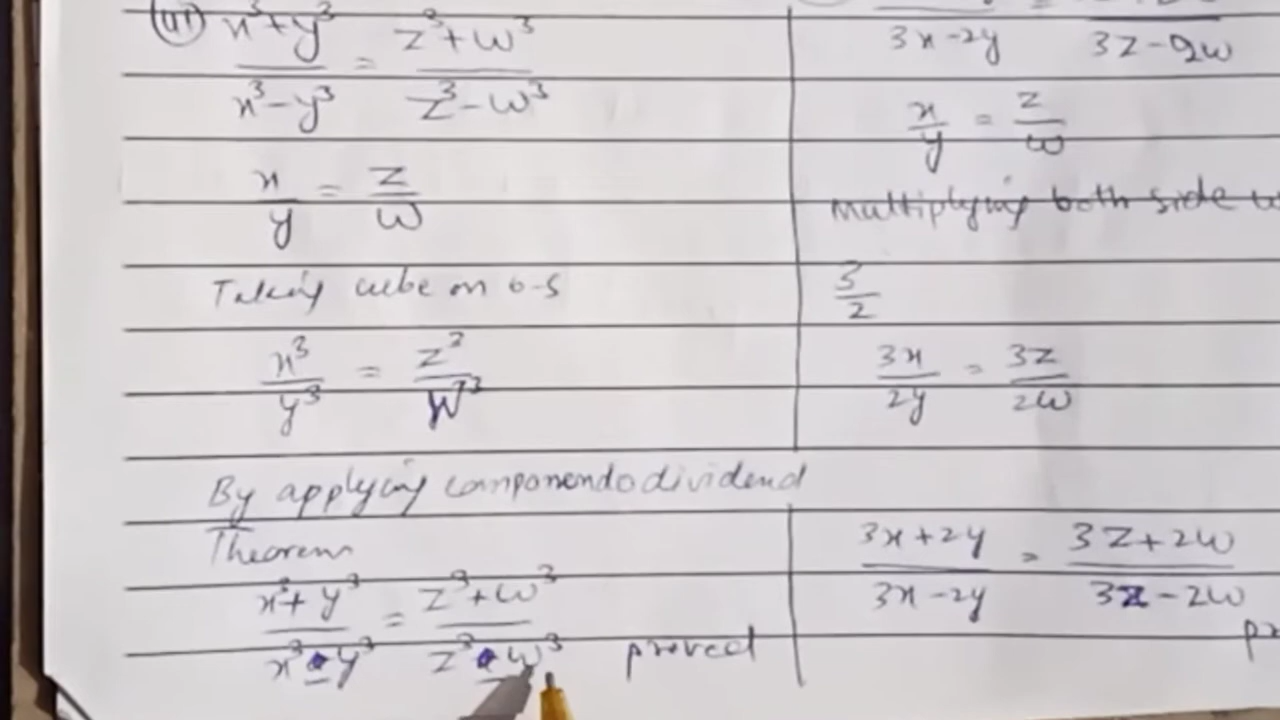 (iii) x³+y³ / x³-y³ = z³+w³ / z³-w³
x/y = z/w
Taking cube on b-s
x³/y³ = z³/w³
By applying componendodividend
Theorem
x³+y³ / x³-y³ = z³+w³ / z³-w³ proved
3x-2y 3z-2w
x/y = z/w
Multiplying both side
3/2
3x/2y = 3z/2w
3x+2y / 3x-2y = 3z+2w / 3z-2w